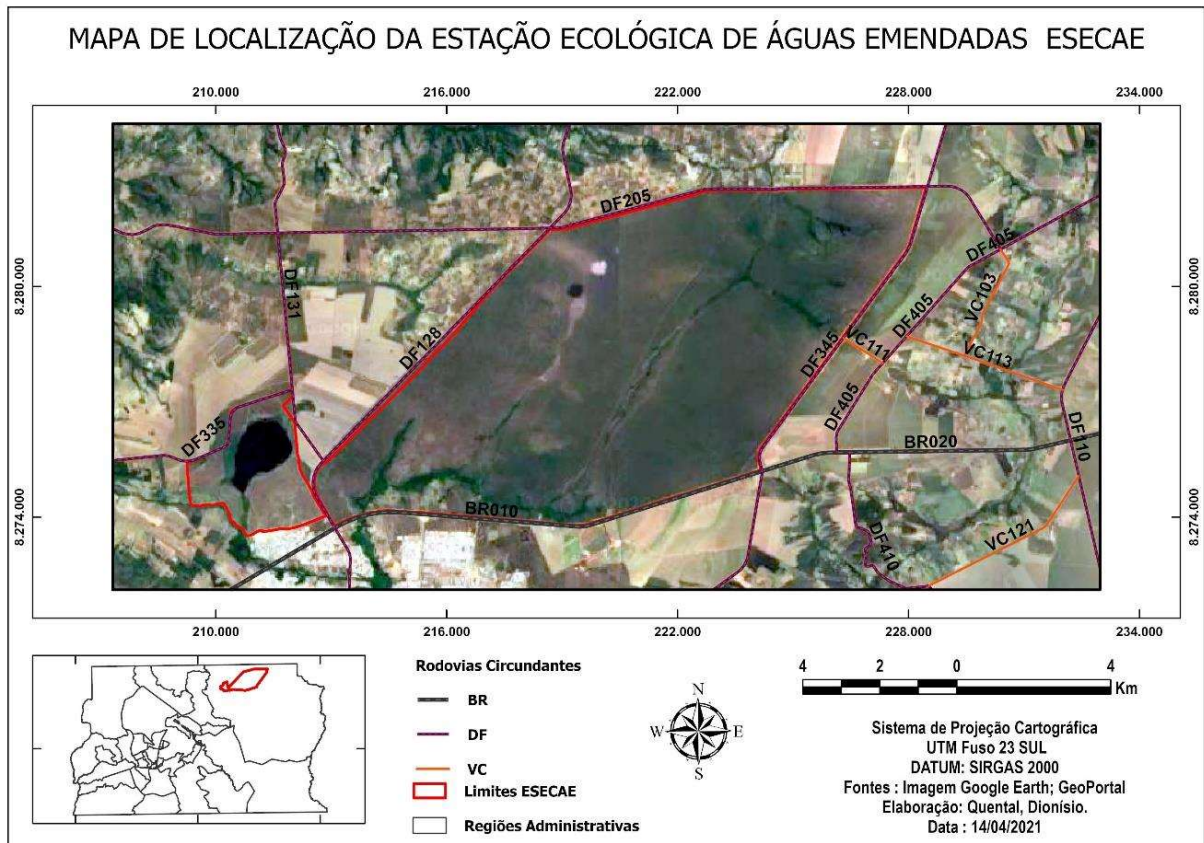 MAPA DE LOCALIZAÇÃO DA ESTAÇÃO ECOLÓGICA DE ÁGUAS EMENDADAS ESECAE
210.000
216.000
222.000
228.000
234.000
8.280.000
8.280.000
8.274.000
8.274.000
DF205
DF131
DF128
DF335
DF345
DF405
DF405
DF405
VC103
VC111
VC113
BR020
DF110
BR010
DF410
VC121
210.000
216.000
222.000
228.000
234.000
Rodovias Circundantes
BR
DF
VC
Limites ESECAE
Regiões Administrativas
N
W
E
S
4
2
0
4
Km
Sistema de Projeção Cartográfica
UTM Fuso 23 SUL
DATUM: SIRGAS 2000
Fontes : Imagem Google Earth; GeoPortal
Elaboração: Quental, Dionísio.
Data : 14/04/2021